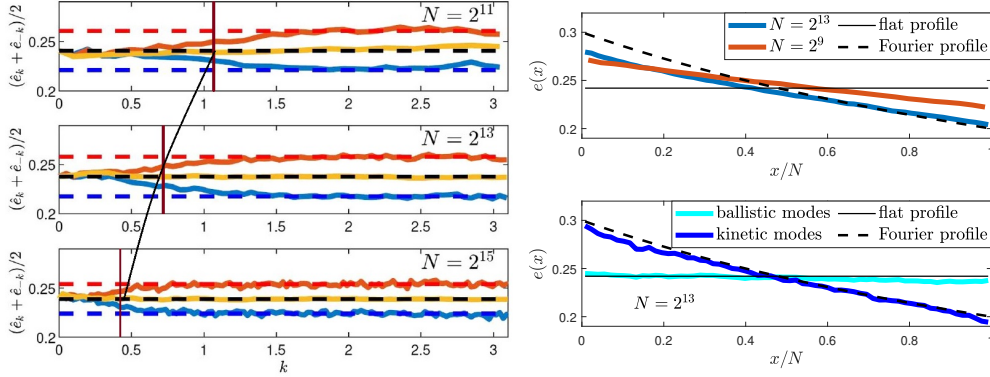 N = 2^11
(ê_k + ê_{-k})/2
0.25
0.2
0 0.5 1 1.5 2 2.5 3
N = 2^13
(ê_k + ê_{-k})/2
0.25
0.2
0 0.5 1 1.5 2 2.5 3
N = 2^15
(ê_k + ê_{-k})/2
0.25
0.2
0 0.5 1 1.5 2 2.5 3
k
N = 2^13 flat profile
N = 2^9 Fourier profile
e(x)
0.3
0.25
0.2
0 0.2 0.4 0.6 0.8 1
x/N
ballistic modes flat profile
kinetic modes Fourier profile
e(x)
0.3
0.25
0.2
N = 2^13
0 0.2 0.4 0.6 0.8 1
x/N